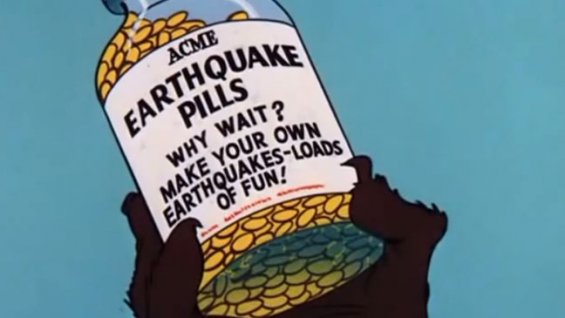 ACME
EARTHQUAKE
PILLS
WHY WAIT?
MAKE YOUR OWN
EARTHQUAKES-LOADS
OF FUN!